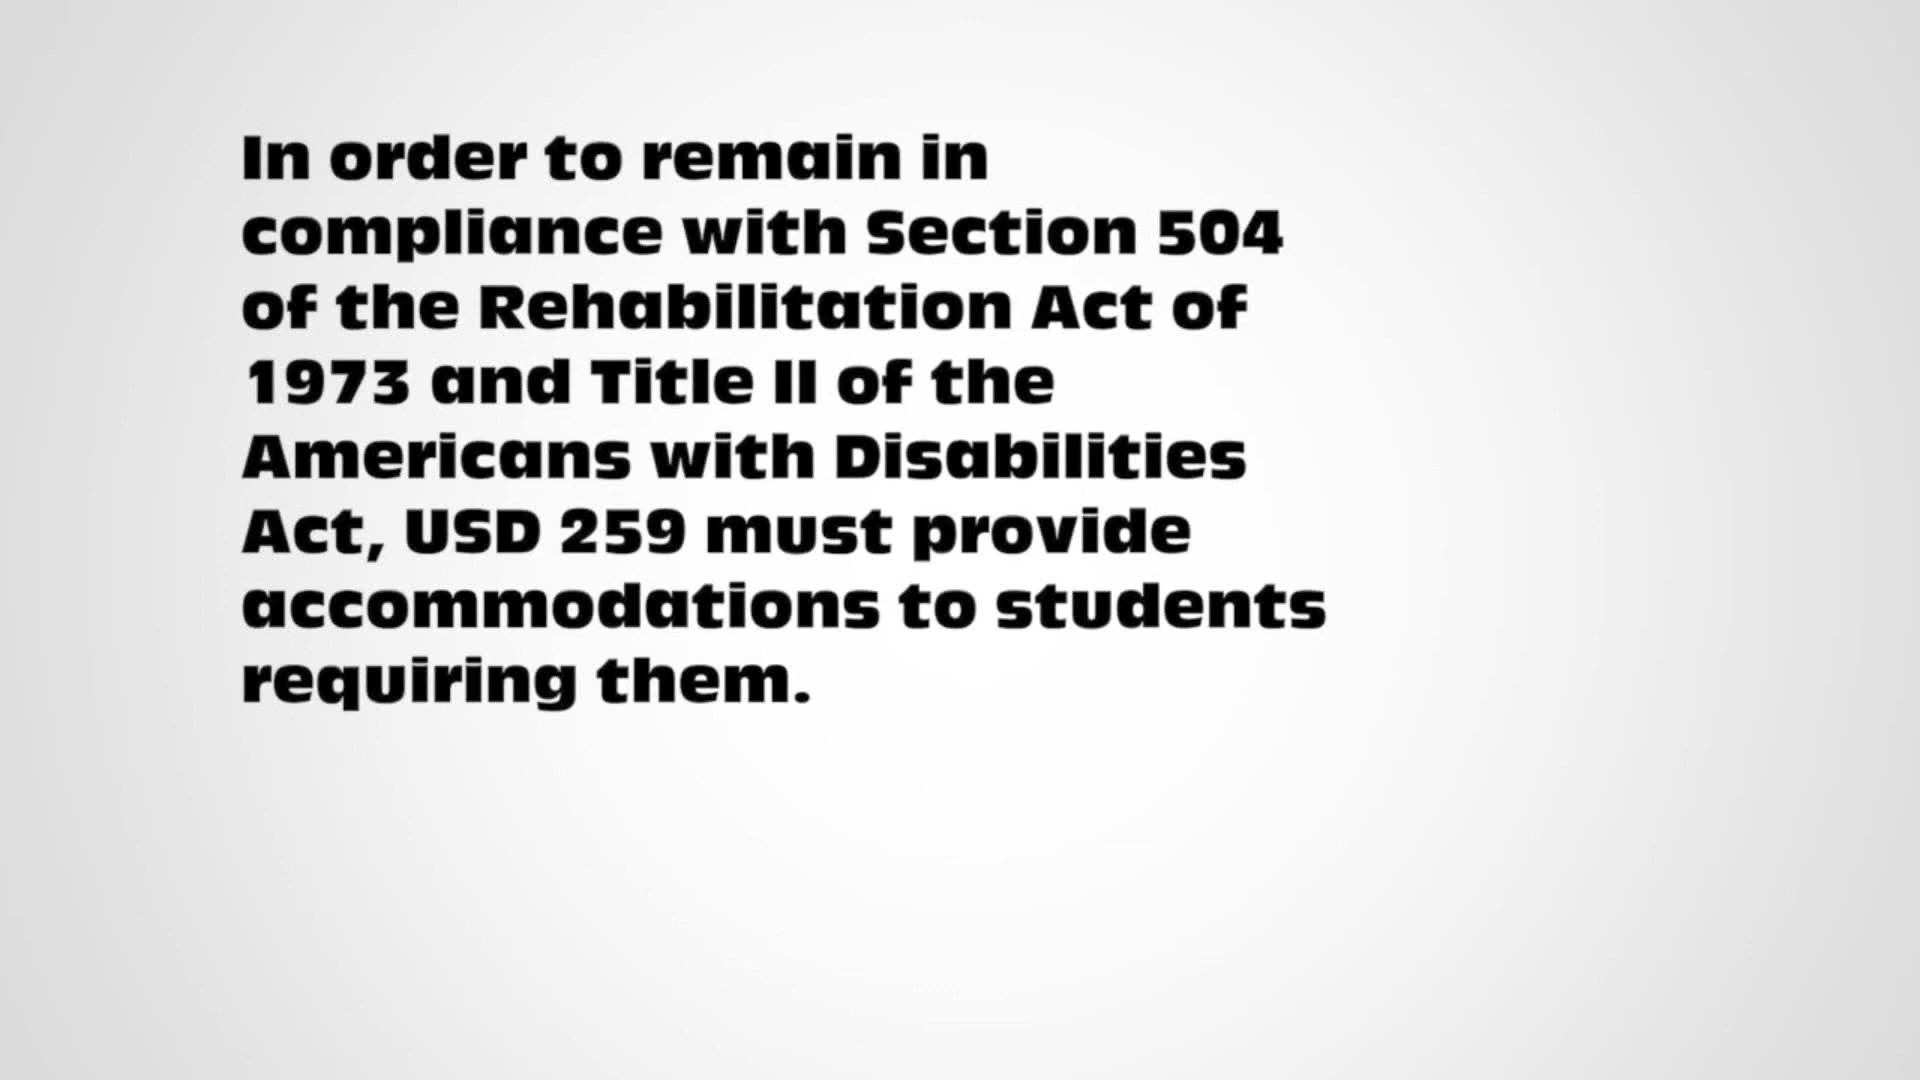 In order to remain in
compliance with Section 504
of the Rehabilitation Act of
1973 and Title II of the
Americans with Disabilities
Act, USD 259 must provide
accommodations to students
requiring them.